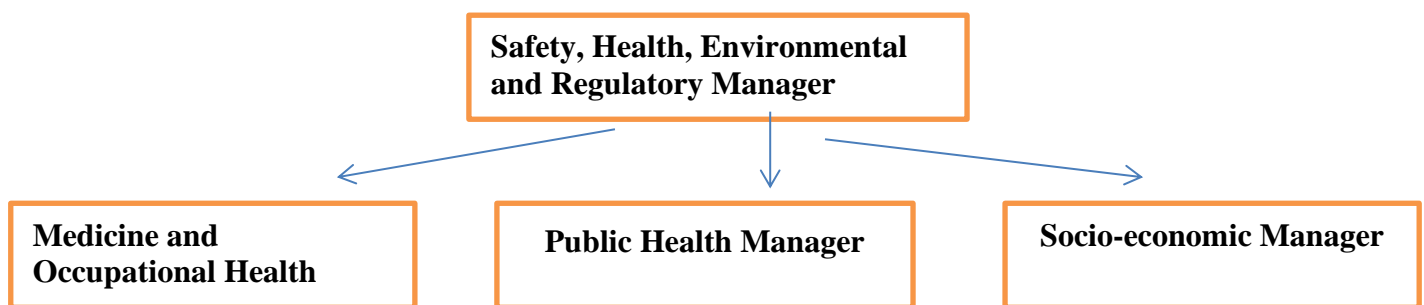 Safety, Health, Environmental
and Regulatory Manager
Medicine and
Occupational Health
Public Health Manager
Socio-economic Manager